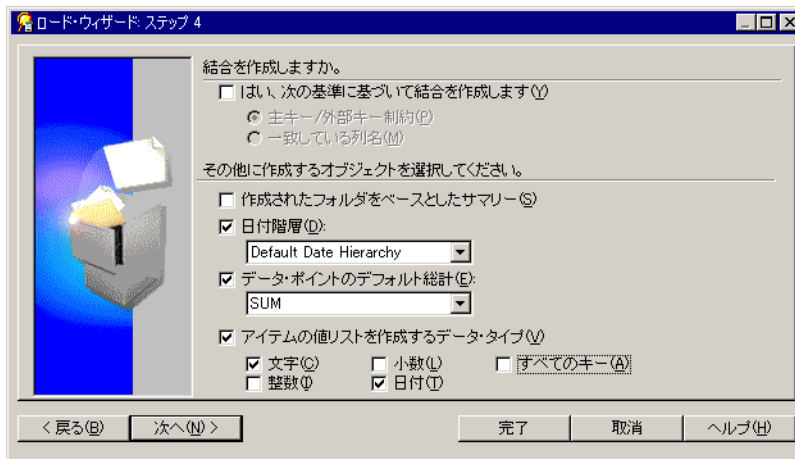 ロード・ウィザード: ステップ 4
結合を作成しますか。
はい、次の基準に基づいて結合を作成します(Y)
主キー/外部キー制約(P)
一致している列名(M)
その他に作成するオブジェクトを選択してください。
作成されたフォルダをベースとしたサマリー(S)
日付階層(D):
Default Date Hierarchy
データ・ポイントのデフォルト総計(E):
SUM
アイテムの値リストを作成するデータ・タイプ(V)
文字(C) 小数(L) すべてのキー(A)
整数(I) 日付(T)
< 戻る(B) 次へ(N) > 完了 取消 ヘルプ(H)